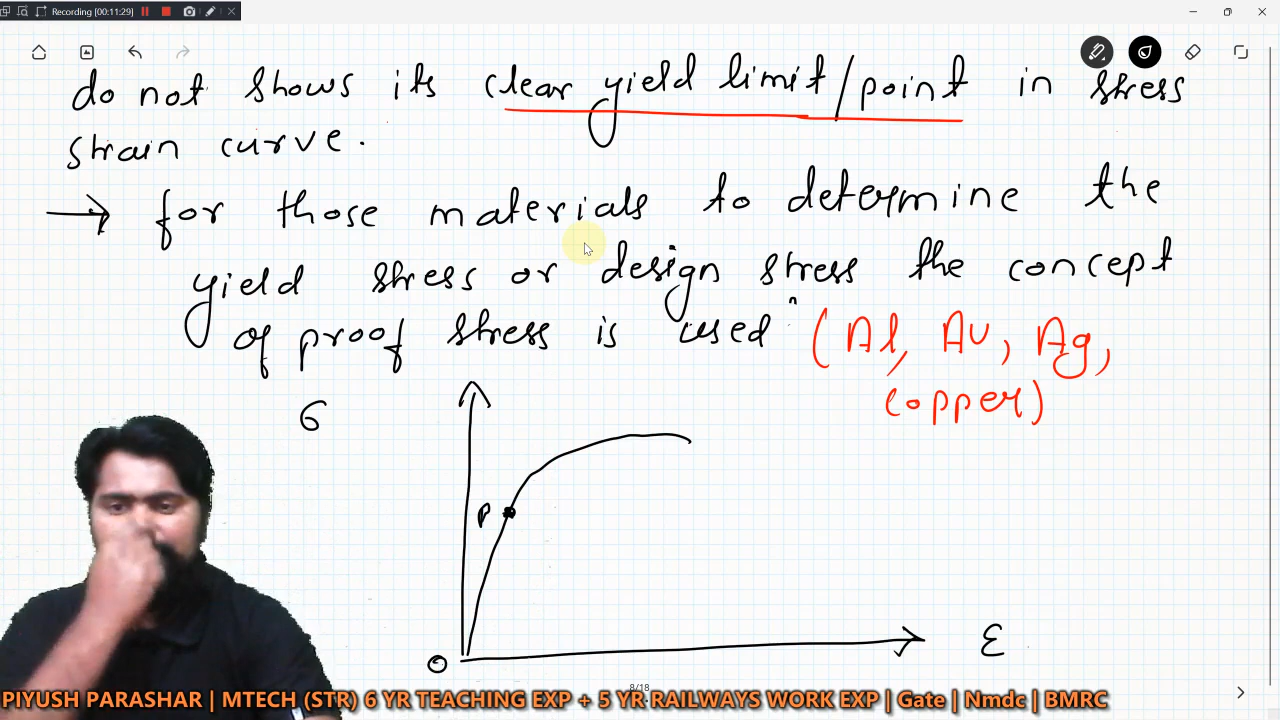 Recording [00:11:29]
do not shows its clear yield limit/point in stress
strain curve.
→ for those materials to determine the
yield stress or design stress the concept
of proof stress is used (Al, Au, Ag,
copper)
σ
P
O
ε
8/18
PIYUSH PARASHAR | MTECH (STR) 6 YR TEACHING EXP + 5 YR RAILWAYS WORK EXP | Gate | Nmdc | BMRC